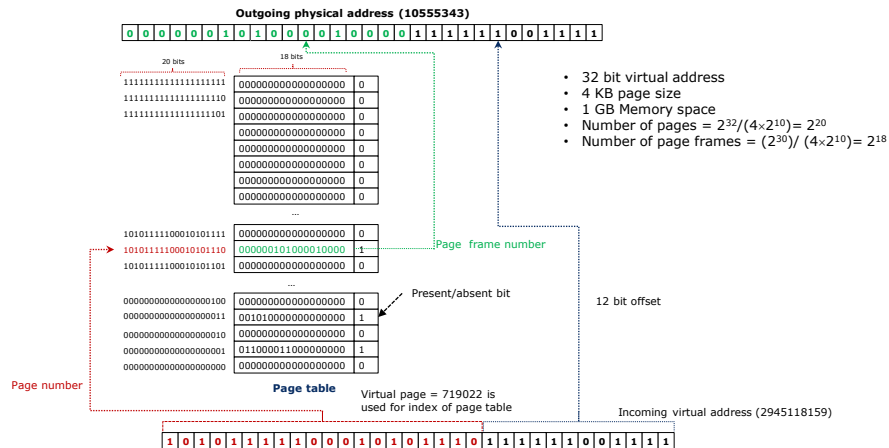 Outgoing physical address (10555343)
0 0 0 0 0 0 1 0 1 0 0 0 0 1 0 0 0 0 1 1 1 1 1 1 0 0 1 1 1 1
20 bits
18 bits
11111111111111111111 000000000000000000 0
11111111111111111110 000000000000000000 0
11111111111111111101 000000000000000000 0
000000000000000000 0
000000000000000000 0
000000000000000000 0
000000000000000000 0
000000000000000000 0
...
10101111100010101111 000000000000000000 0
10101111100010101110 000000101000010000 1
10101111100010101101 000000000000000000 0
...
00000000000000000100 000000000000000000 0
00000000000000000011 001010000000000000 1
00000000000000000010 000000000000000000 0
00000000000000000001 011000011000000000 1
00000000000000000000 000000000000000000 0
Page table
• 32 bit virtual address
• 4 KB page size
• 1 GB Memory space
• Number of pages = 2³²/(4×2¹⁰)= 2²⁰
• Number of page frames = (2³⁰)/ (4×2¹⁰)= 2¹⁸
Page frame number
Present/absent bit
12 bit offset
Page number
Virtual page = 719022 is
used for index of page table
Incoming virtual address (2945118159)
1 0 1 0 1 1 1 1 1 0 0 0 1 0 1 0 1 1 1 0 1 1 1 1 1 1 0 0 1 1 1 1